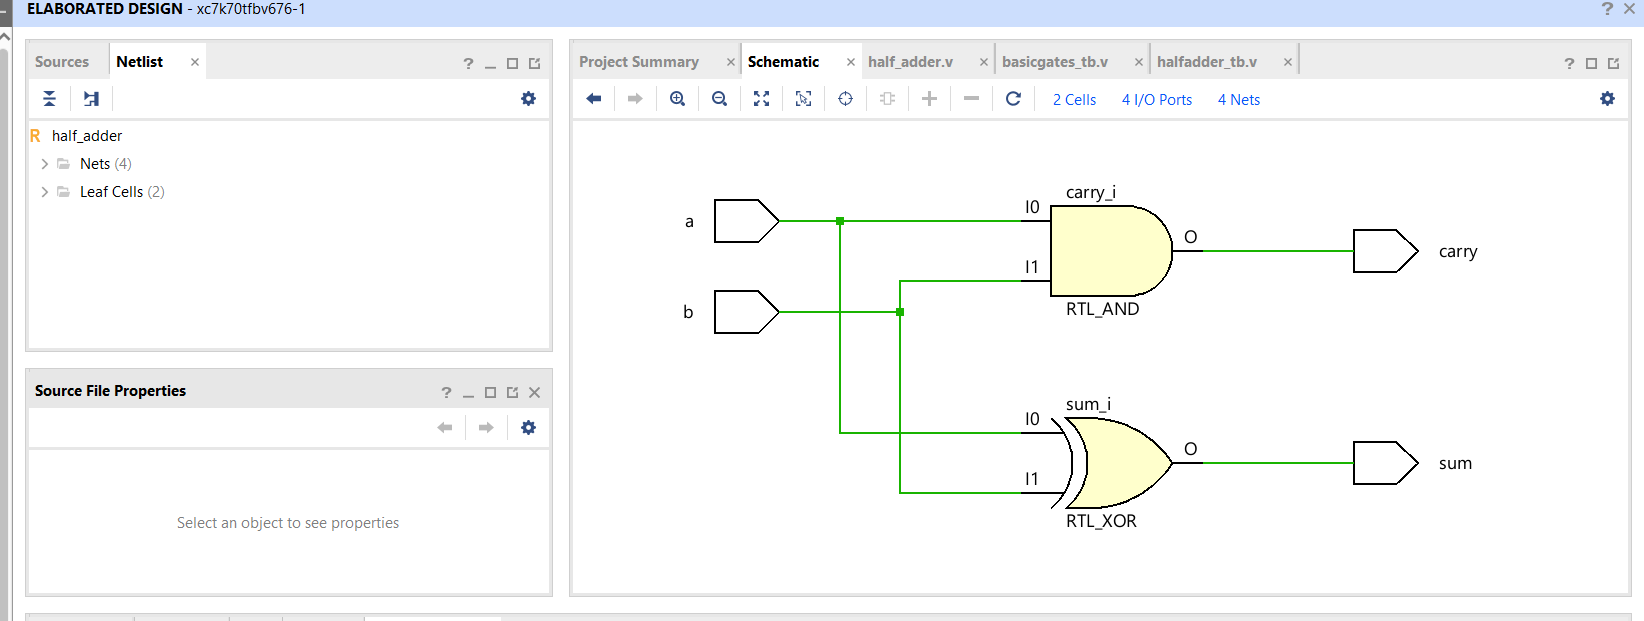 ELABORATED DESIGN - xc7k70tfbv676-1
Sources Netlist
half_adder
Nets (4)
Leaf Cells (2)
Source File Properties
Select an object to see properties
Project Summary Schematic half_adder.v basicgates_tb.v halfadder_tb.v
2 Cells 4 I/O Ports 4 Nets
carry_i
a I0 O carry
I1
b
RTL_AND
sum_i
I0 O sum
I1
RTL_XOR